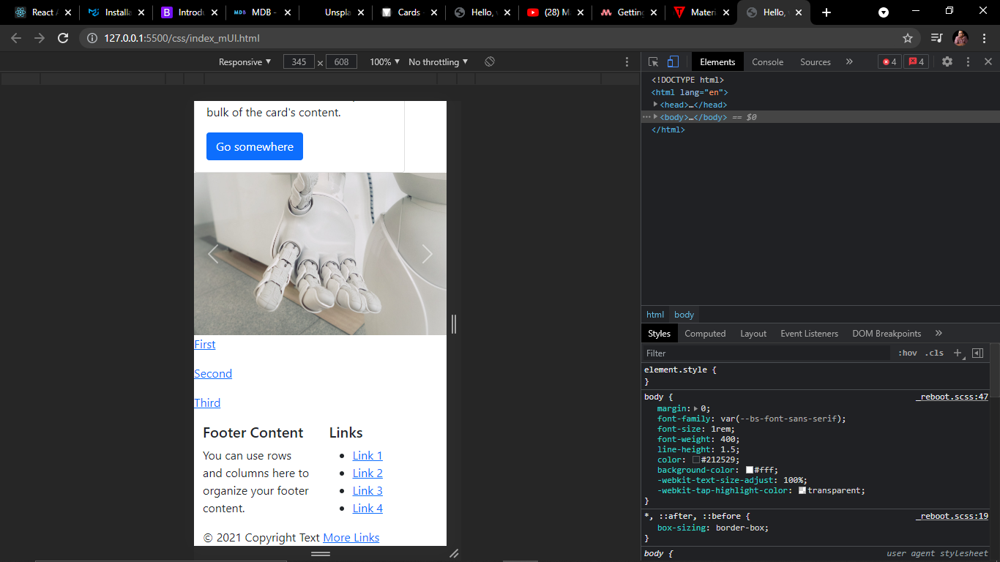 React A
Installa
Introdu
MDB MDB -
Unspla
Cards -
Hello, w
(28) Ma
Getting
Materi
Hello, w
127.0.0.1:5500/css/index_mUI.html
Responsive ▼ 345 × 608 100% ▼ No throttling ▼
Elements Console Sources » 4 4
<!DOCTYPE html>
<html lang="en">
<head>…</head>
<body>…</body> == $0
</html>
bulk of the card's content.
Go somewhere
First
Second
Third
Footer Content
You can use rows
and columns here to
organize your footer
content.
Links
Link 1
Link 2
Link 3
Link 4
© 2021 Copyright Text More Links
html body
Styles Computed Layout Event Listeners DOM Breakpoints »
Filter :hov .cls +
element.style {
}
body { _reboot.scss:47
margin: 0;
font-family: var(--bs-font-sans-serif);
font-size: 1rem;
font-weight: 400;
line-height: 1.5;
color: #212529;
background-color: #fff;
-webkit-text-size-adjust: 100%;
-webkit-tap-highlight-color: transparent;
}
*, ::after, ::before { _reboot.scss:19
box-sizing: border-box;
}
body { user agent stylesheet